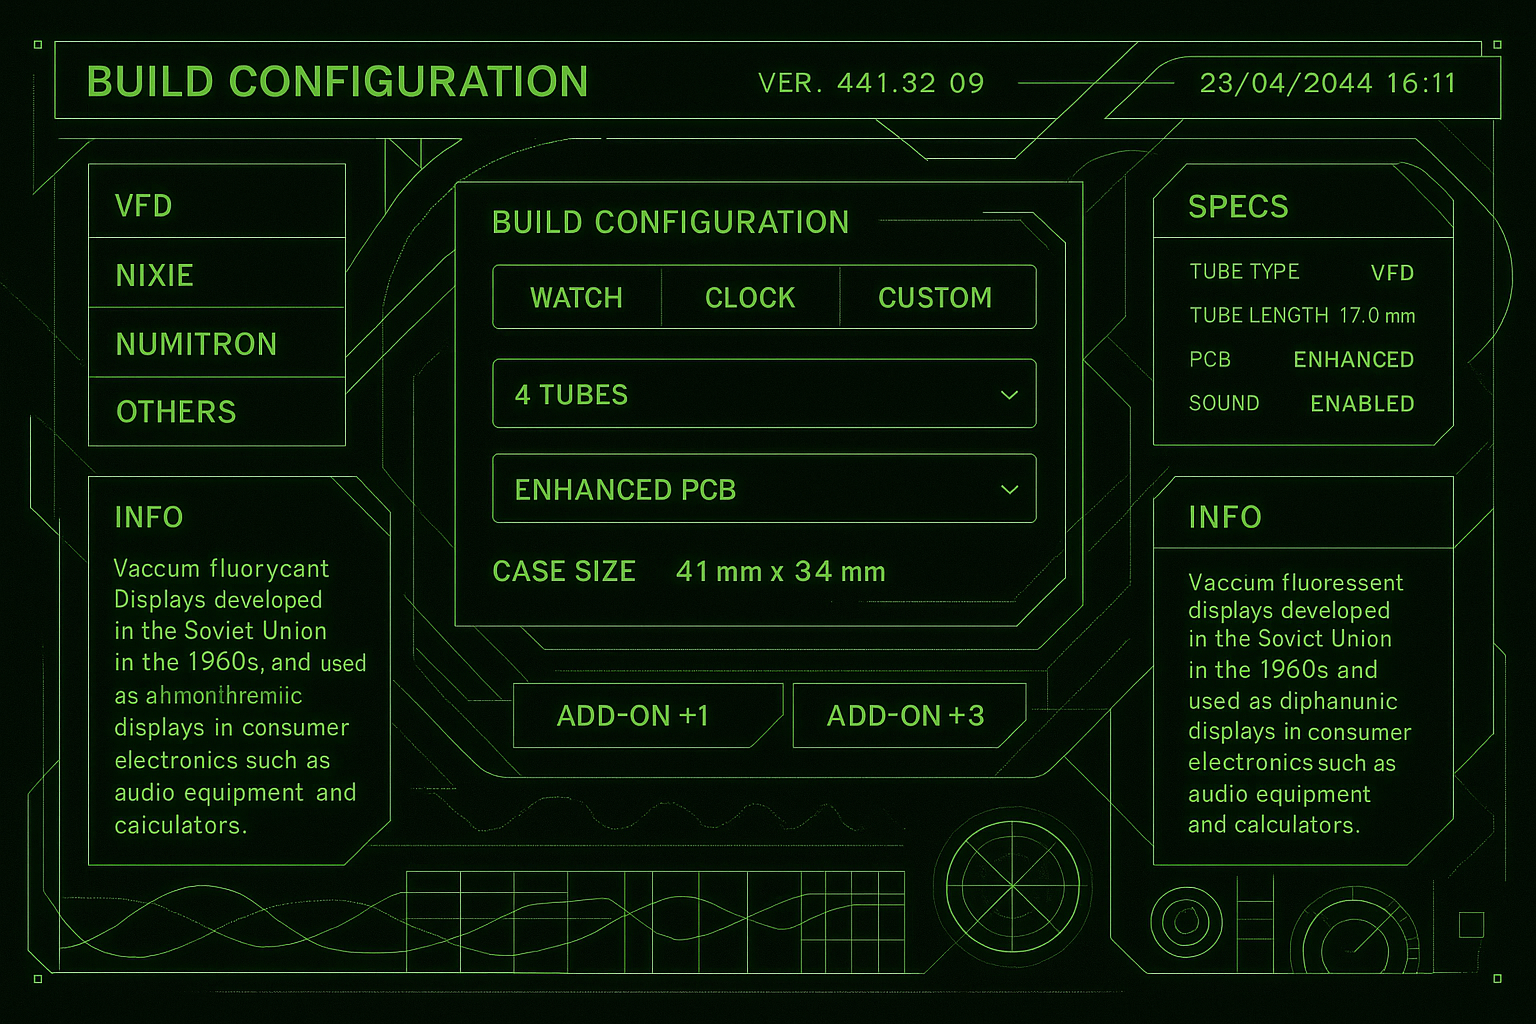 BUILD CONFIGURATION
VER. 441.32 09
23/04/2044 16:11
VFD
NIXIE
NUMITRON
OTHERS
INFO
Vaccum fluorycant
Displays developed
in the Soviet Union
in the 1960s, and used
as ahmonthremiic
displays in consumer
electronics such as
audio equipment and
caiculators.
BUILD CONFIGURATION
WATCH CLOCK CUSTOM
4 TUBES
ENHANCED PCB
CASE SIZE 41 mm x 34 mm
ADD-ON +1
ADD-ON +3
SPECS
TUBE TYPE VFD
TUBE LENGTH 17.0 mm
PCB ENHANCED
SOUND ENABLED
INFO
Vaccum fluoressent
displays developed
in the Sovict Union
in the 1960s and
used as diphanunic
displays in consumer
electronics such as
audio equipment
and calculators.